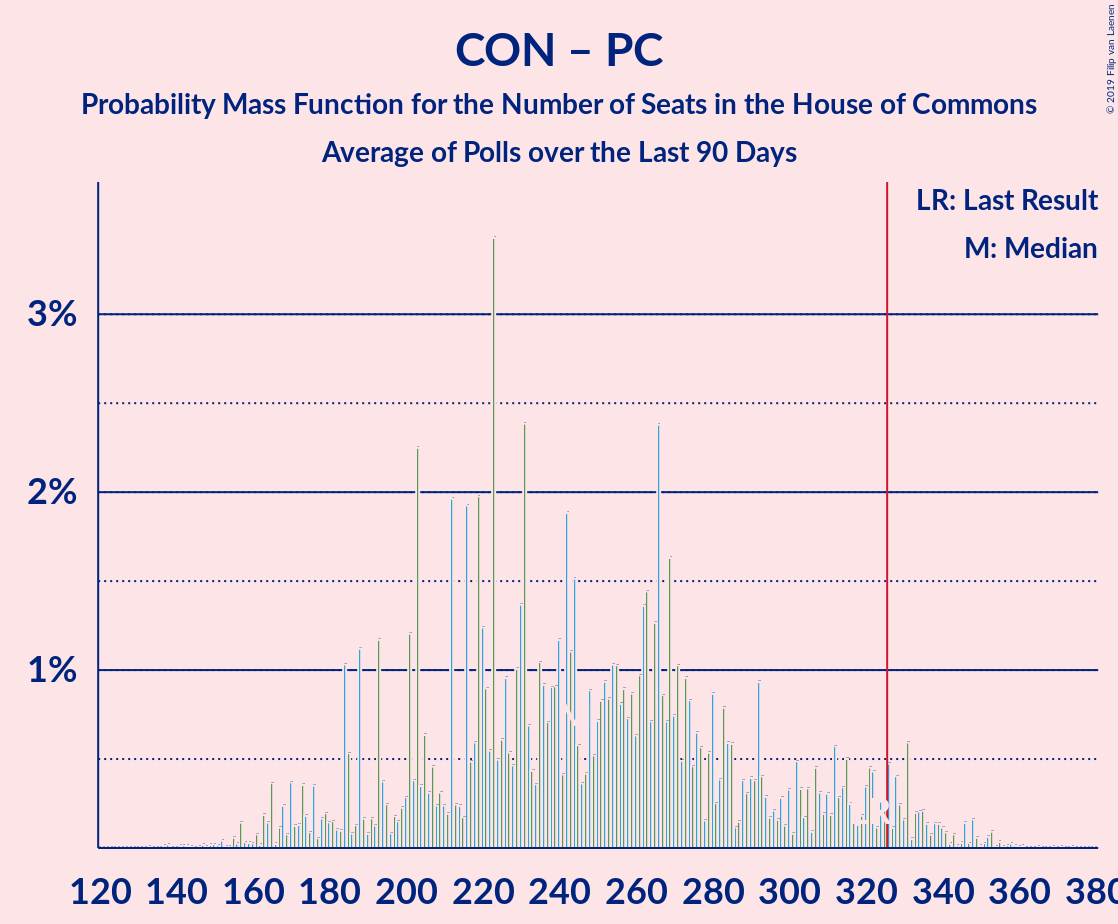 CON – PC
Probability Mass Function for the Number of Seats in the House of Commons
Average of Polls over the Last 90 Days
© 2019 Filip van Laenen
LR: Last Result
M: Median
3%
2%
1%
120 140 160 180 200 220 240 260 280 300 320 340 360 380